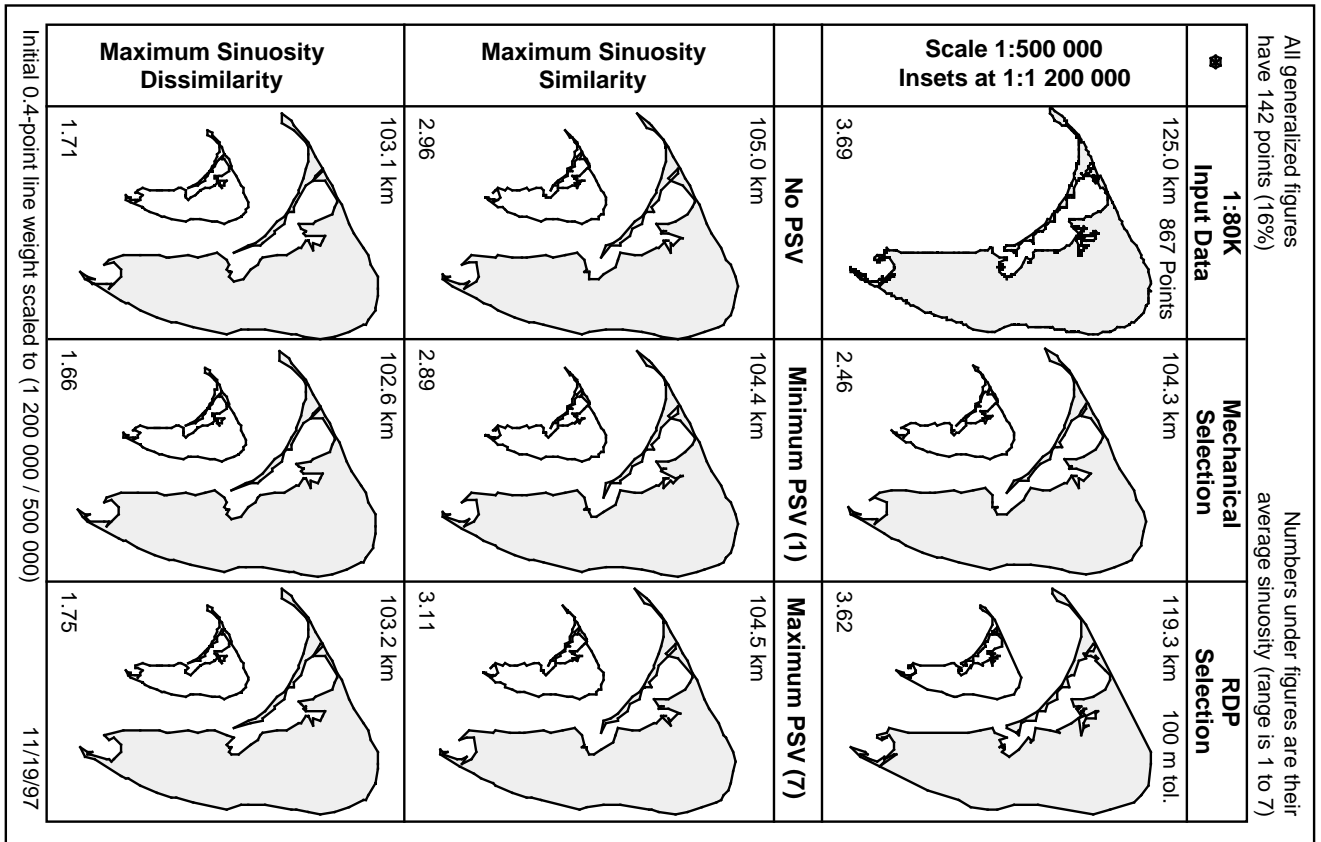 All generalized figures
have 142 points (16%)
Numbers under figures are their
average sinuosity (range is 1 to 7)
Scale 1:500 000
Insets at 1:1 200 000
1:80K
Input Data
Mechanical
Selection
RDP
Selection
125.0 km 867 Points
3.69
104.3 km
2.46
119.3 km 100 m tol.
3.62
Maximum Sinuosity
Similarity
No PSV
Minimum PSV (1)
Maximum PSV (7)
105.0 km
2.96
104.4 km
2.89
104.5 km
3.11
Maximum Sinuosity
Dissimilarity
103.1 km
1.71
102.6 km
1.66
103.2 km
1.75
Initial 0.4-point line weight scaled to (1 200 000 / 500 000)
11/19/97